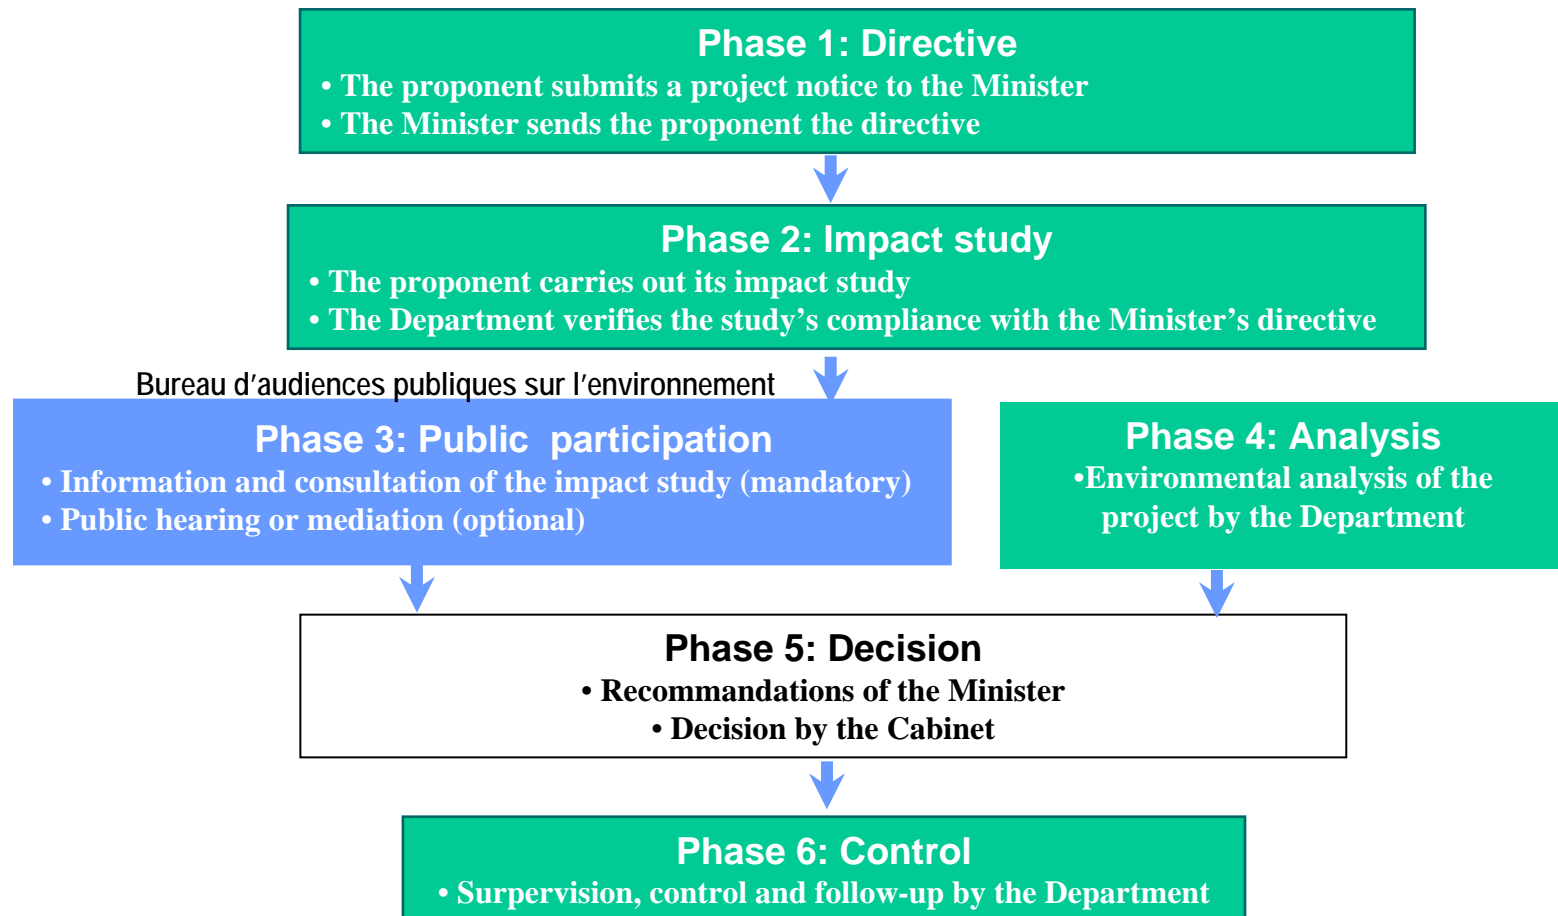 Phase 1: Directive
• The proponent submits a project notice to the Minister
• The Minister sends the proponent the directive
Phase 2: Impact study
• The proponent carries out its impact study
• The Department verifies the study’s compliance with the Minister’s directive
Bureau d’audiences publiques sur l’environnement
Phase 3: Public participation
• Information and consultation of the impact study (mandatory)
• Public hearing or mediation (optional)
Phase 4: Analysis
•Environmental analysis of the
project by the Department
Phase 5: Decision
• Recommandations of the Minister
• Decision by the Cabinet
Phase 6: Control
• Surpervision, control and follow-up by the Department